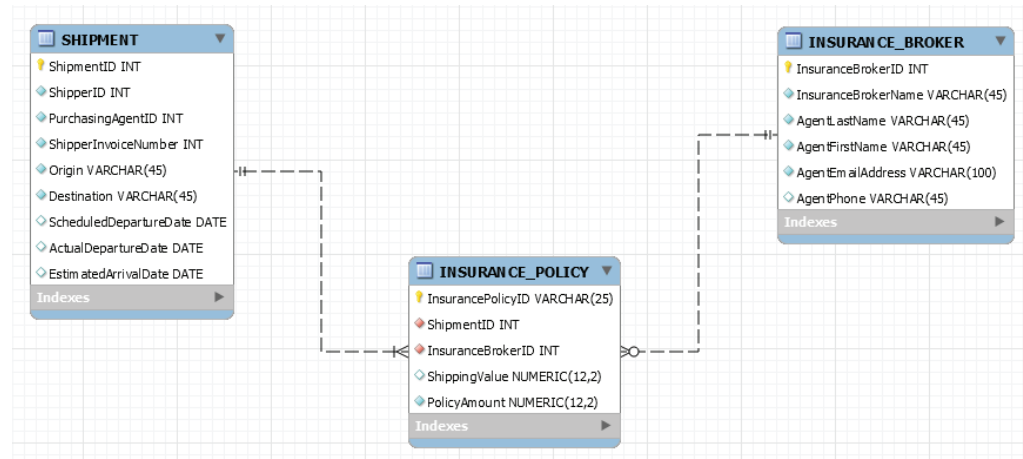 SHIPMENT
ShipmentID INT
ShipperID INT
PurchasingAgentID INT
ShipperInvoiceNumber INT
Origin VARCHAR(45)
Destination VARCHAR(45)
ScheduledDepartureDate DATE
ActualDepartureDate DATE
EstimatedArrivalDate DATE
Indexes
INSURANCE_BROKER
InsuranceBrokerID INT
InsuranceBrokerName VARCHAR(45)
AgentLastName VARCHAR(45)
AgentFirstName VARCHAR(45)
AgentEmailAddress VARCHAR(100)
AgentPhone VARCHAR(45)
Indexes
INSURANCE_POLICY
InsurancePolicyID VARCHAR(25)
ShipmentID INT
InsuranceBrokerID INT
ShippingValue NUMERIC(12,2)
PolicyAmount NUMERIC(12,2)
Indexes